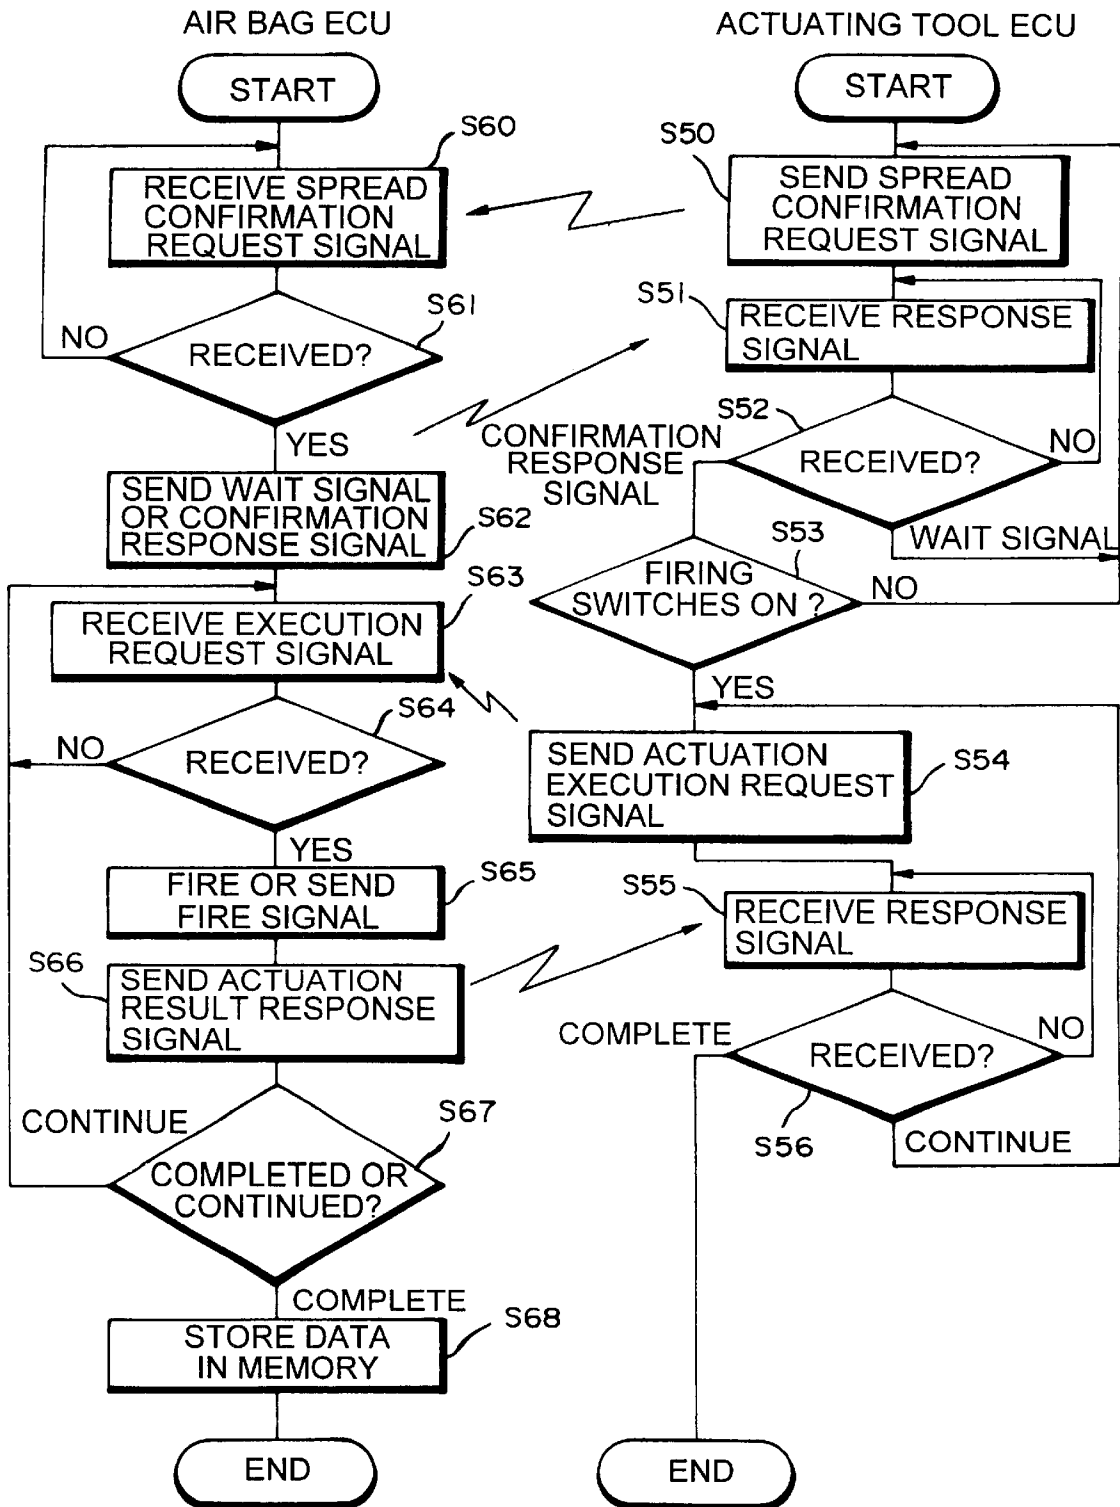 AIR BAG ECU
START
S60
RECEIVE SPREAD
CONFIRMATION
REQUEST SIGNAL
S61
NO
RECEIVED?
YES
SEND WAIT SIGNAL
OR CONFIRMATION
RESPONSE SIGNAL
S62
S63
RECEIVE EXECUTION
REQUEST SIGNAL
S64
NO
RECEIVED?
YES
FIRE OR SEND
FIRE SIGNAL
S65
S66
SEND ACTUATION
RESULT RESPONSE
SIGNAL
CONTINUE
S67
COMPLETED OR
CONTINUED?
COMPLETE
STORE DATA
IN MEMORY
S68
END
ACTUATING TOOL ECU
START
S50
SEND SPREAD
CONFIRMATION
REQUEST SIGNAL
S51
RECEIVE RESPONSE
SIGNAL
S52
CONFIRMATION
RESPONSE
SIGNAL
RECEIVED?
NO
WAIT SIGNAL
S53
FIRING
SWITCHES ON ?
NO
YES
SEND ACTUATION
EXECUTION REQUEST
SIGNAL
S54
S55
RECEIVE RESPONSE
SIGNAL
COMPLETE
RECEIVED?
NO
S56
CONTINUE
END